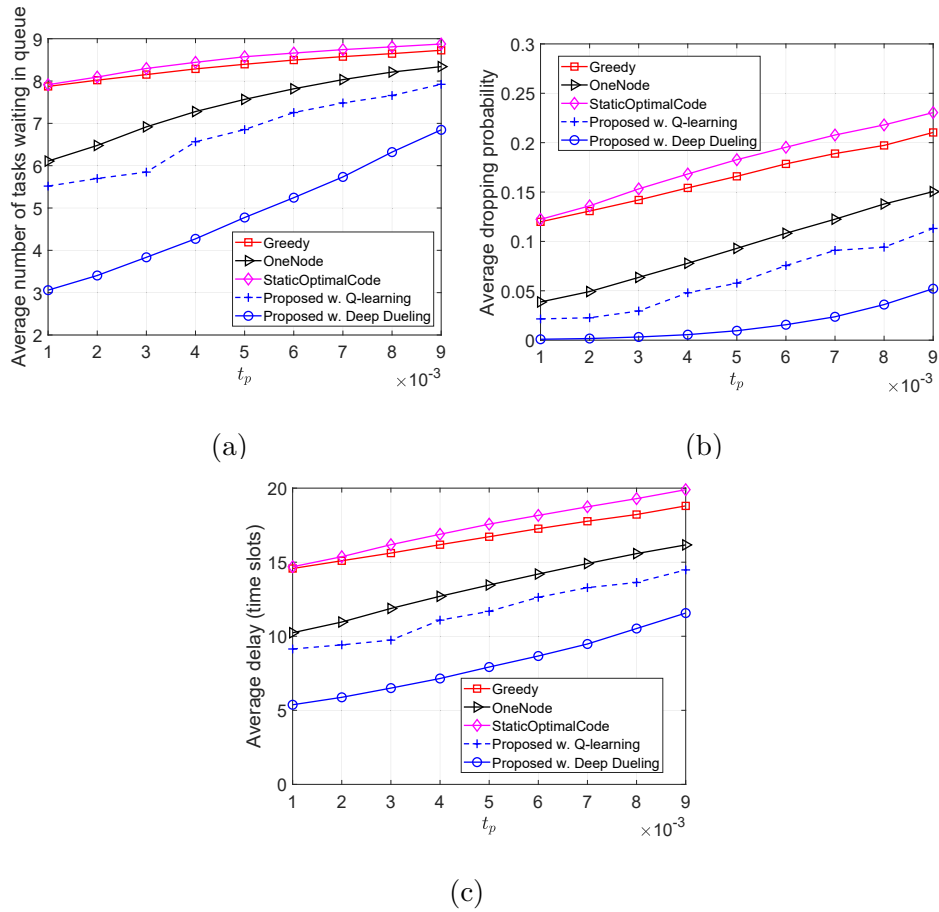 Average number of tasks waiting in queue
9
8
7
6
5
4
3
2
1 2 3 4 5 6 7 8 9
t_p
×10^-3
Greedy
OneNode
StaticOptimalCode
Proposed w. Q-learning
Proposed w. Deep Dueling
(a)
Average dropping probability
0.3
0.25
0.2
0.15
0.1
0.05
0
1 2 3 4 5 6 7 8 9
t_p
×10^-3
Greedy
OneNode
StaticOptimalCode
Proposed w. Q-learning
Proposed w. Deep Dueling
(b)
Average delay (time slots)
20
15
10
5
0
1 2 3 4 5 6 7 8 9
t_p
×10^-3
Greedy
OneNode
StaticOptimalCode
Proposed w. Q-learning
Proposed w. Deep Dueling
(c)